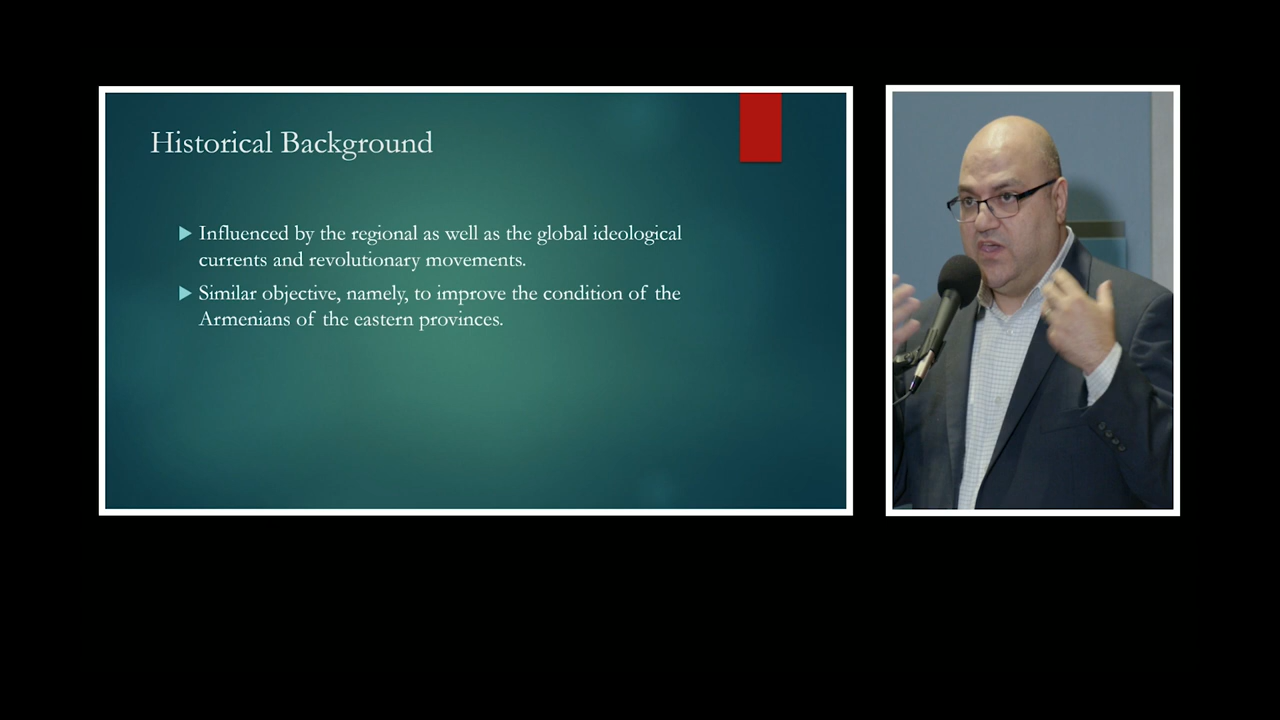 Historical Background
Influenced by the regional as well as the global ideological
currents and revolutionary movements.
Similar objective, namely, to improve the condition of the
Armenians of the eastern provinces.